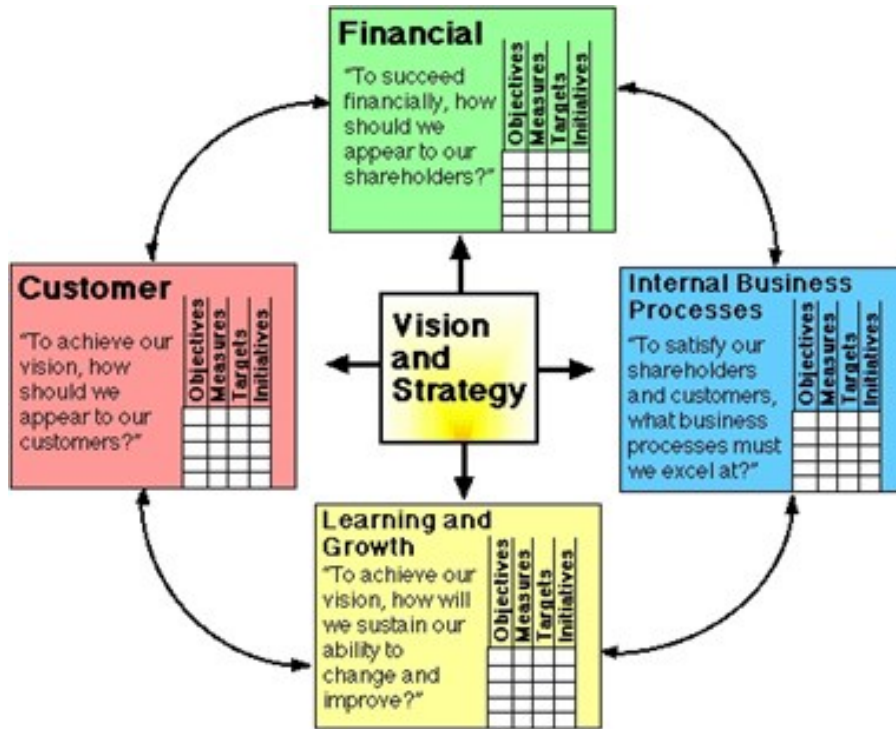 Financial
“To succeed
financially, how
should we
appear to our
shareholders?”
Objectives
Measures
Targets
Initiatives
Customer
“To achieve our
vision, how
should we
appear to our
customers?”
Objectives
Measures
Targets
Initiatives
Vision
and
Strategy
Internal Business
Processes
“To satisfy our
shareholders
and customers,
what business
processes must
we excel at?”
Objectives
Measures
Targets
Initiatives
Learning and
Growth
“To achieve our
vision, how will
we sustain our
ability to
change and
improve?”
Objectives
Measures
Targets
Initiatives